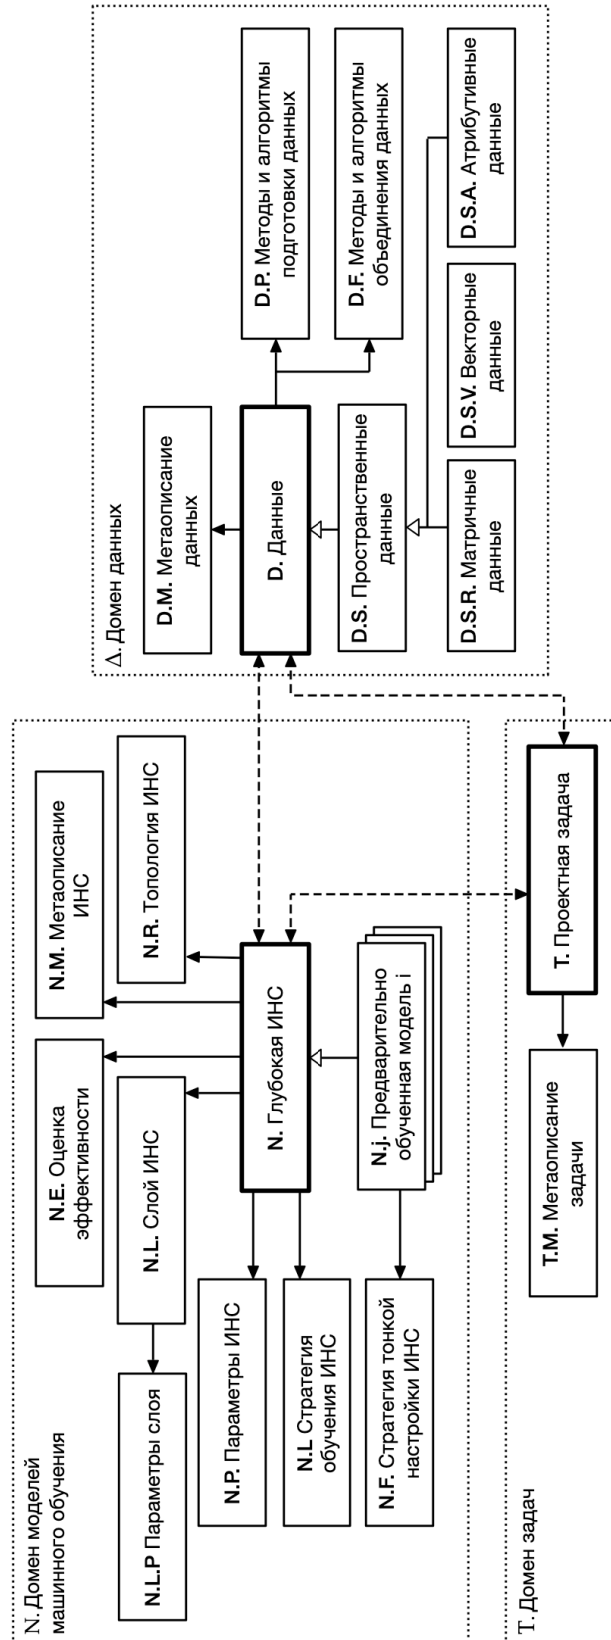 N. Домен моделей
машинного обучения
N.E. Оценка
эффективности
N.M. Метаописание
ИНС
N.L.P Параметры слоя
N.L. Слой ИНС
N.R. Топология ИНС
N.P. Параметры ИНС
N. Глубокая ИНС
N.L Стратегия
обучения ИНС
N.F. Стратегия тонкой
настройки ИНС
N.j. Предварительно
обученная модель i
Δ. Домен данных
D.M. Метаописание
данных
D. Данные
D.P. Методы и алгоритмы
подготовки данных
D.F. Методы и алгоритмы
объединения данных
D.S. Пространственные
данные
D.S.R. Матричные
данные
D.S.V. Векторные
данные
D.S.A. Атрибутивные
данные
T. Домен задач
T.M. Метаописание
задачи
T. Проектная задача